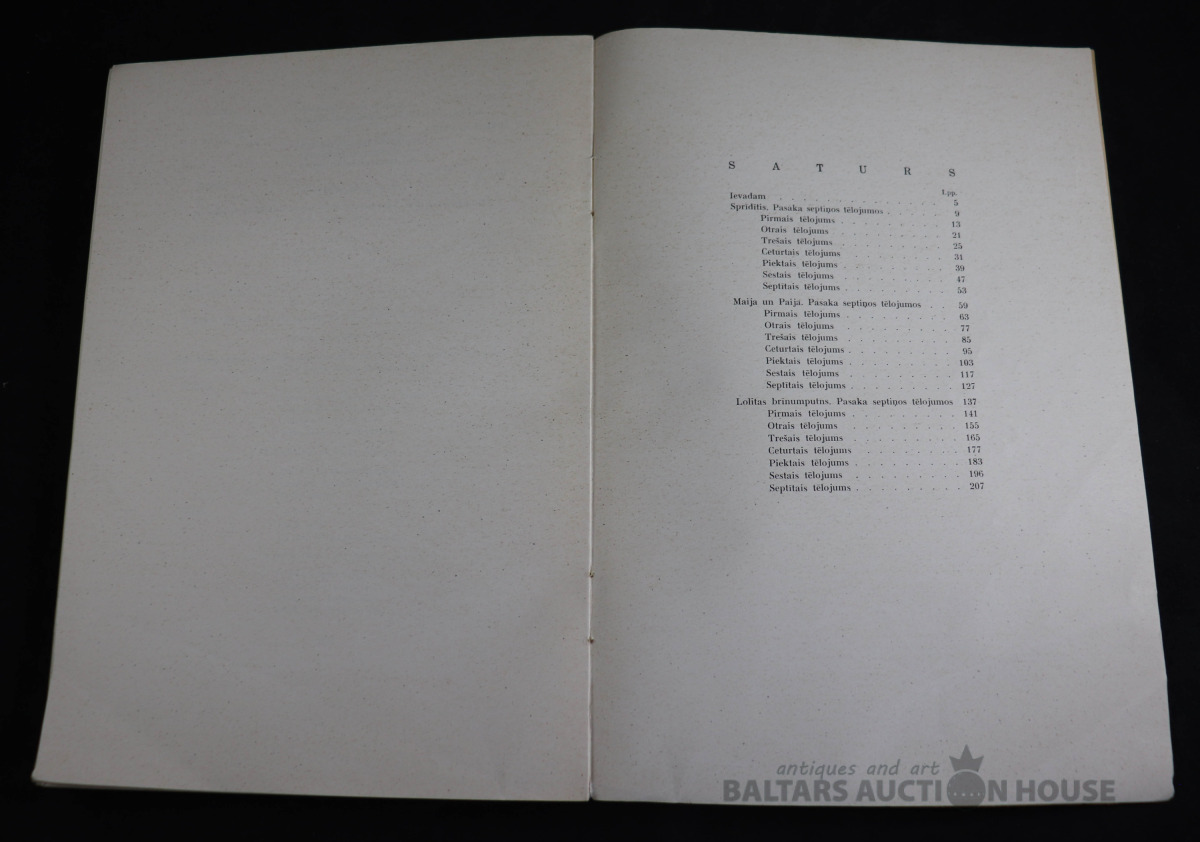 S A T U R S
Lpp.
Ievadam . . . . . . . . . . . 5
Sprīdītis. Pasaka septiņos tēlojumos . . . . . 9
Pirmais tēlojums . . . . . . . . 13
Otrais tēlojums . . . . . . . . 21
Trešais tēlojums . . . . . . . . 25
Ceturtais tēlojums . . . . . . . . 31
Piektais tēlojums . . . . . . . . 39
Sestais tēlojums . . . . . . . . 47
Septītais tēlojums . . . . . . . . 53
Maija un Paija. Pasaka septiņos tēlojumos . . 59
Pirmais tēlojums . . . . . . . . 63
Otrais tēlojums . . . . . . . . 77
Trešais tēlojums . . . . . . . . 85
Ceturtais tēlojums . . . . . . . . 95
Piektais tēlojums . . . . . . . . 103
Sestais tēlojums . . . . . . . . 117
Septītais tēlojums . . . . . . . . 127
Lolitas brīnumputns. Pasaka septiņos tēlojumos 137
Pirmais tēlojums . . . . . . . . 141
Otrais tēlojums . . . . . . . . 155
Trešais tēlojums . . . . . . . . 165
Ceturtais tēlojums . . . . . . . . 177
Piektais tēlojums . . . . . . . . 183
Sestais tēlojums . . . . . . . . 196
Septītais tēlojums . . . . . . . . 207
antiques and art
BALTARS AUCTION HOUSE